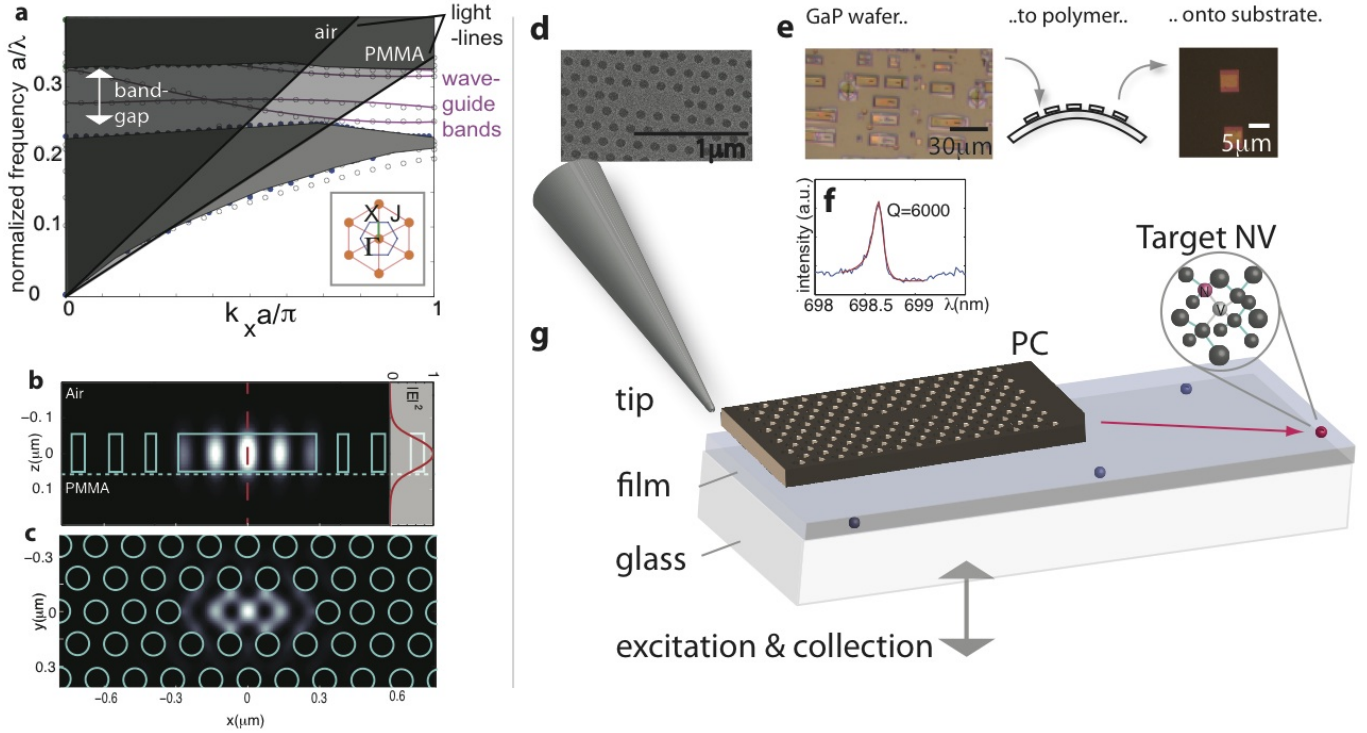 a
light
-lines
air
PMMA
normalized frequency a/λ
0.3
0.2
0.1
0
band-
gap
wave-
guide
bands
X J
Γ
0
1
k_x a/π
b
Air
PMMA
z(μm)
-0.1
0
0.1
0 1
|E|²
c
y(μm)
-0.3
0
0.3
-0.6 -0.3 0 0.3 0.6
x(μm)
d
1μm
e
GaP wafer..
..to polymer..
.. onto substrate.
30μm
5μm
f
Q=6000
intensity (a.u.)
698 698.5 699 λ(nm)
Target NV
N
V
g
PC
tip
film
glass
excitation & collection